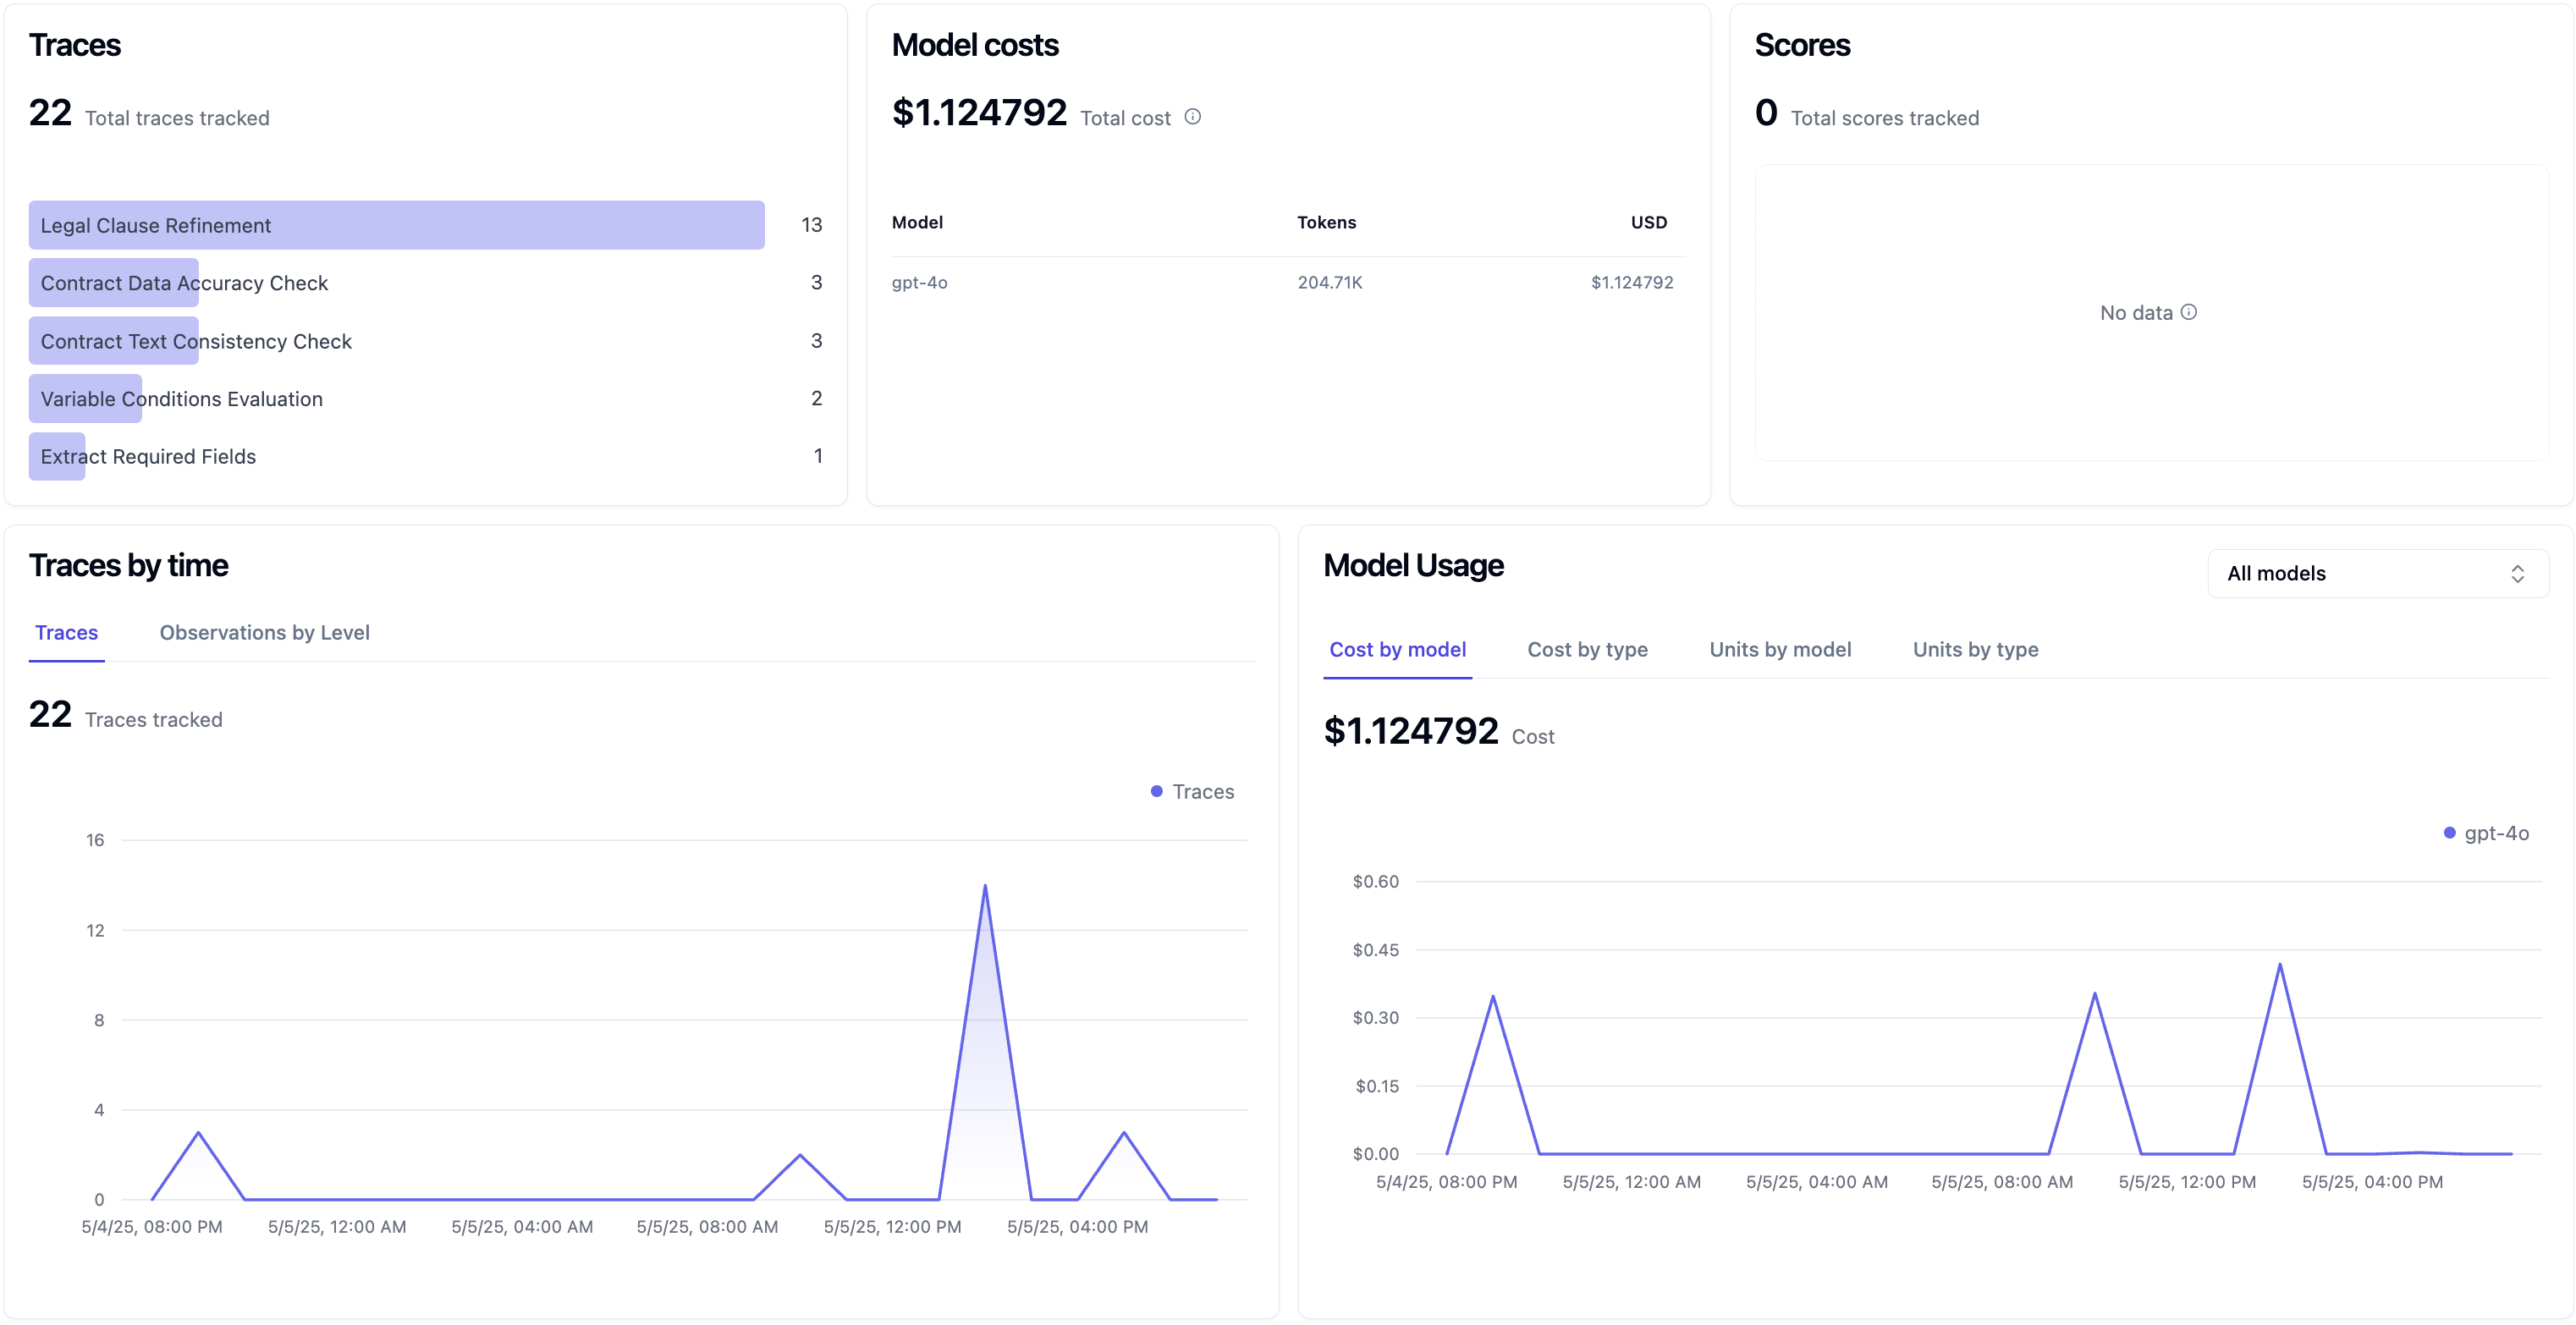 Traces
22 Total traces tracked
Legal Clause Refinement 13
Contract Data Accuracy Check 3
Contract Text Consistency Check 3
Variable Conditions Evaluation 2
Extract Required Fields 1
Model costs
$1.124792 Total cost
Model Tokens USD
gpt-4o 204.71K $1.124792
Scores
0 Total scores tracked
No data
Traces by time
Traces Observations by Level
22 Traces tracked
Traces
16
12
8
4
0
5/4/25, 08:00 PM 5/5/25, 12:00 AM 5/5/25, 04:00 AM 5/5/25, 08:00 AM 5/5/25, 12:00 PM 5/5/25, 04:00 PM
Model Usage
All models
Cost by model Cost by type Units by model Units by type
$1.124792 Cost
gpt-4o
$0.60
$0.45
$0.30
$0.15
$0.00
5/4/25, 08:00 PM 5/5/25, 12:00 AM 5/5/25, 04:00 AM 5/5/25, 08:00 AM 5/5/25, 12:00 PM 5/5/25, 04:00 PM